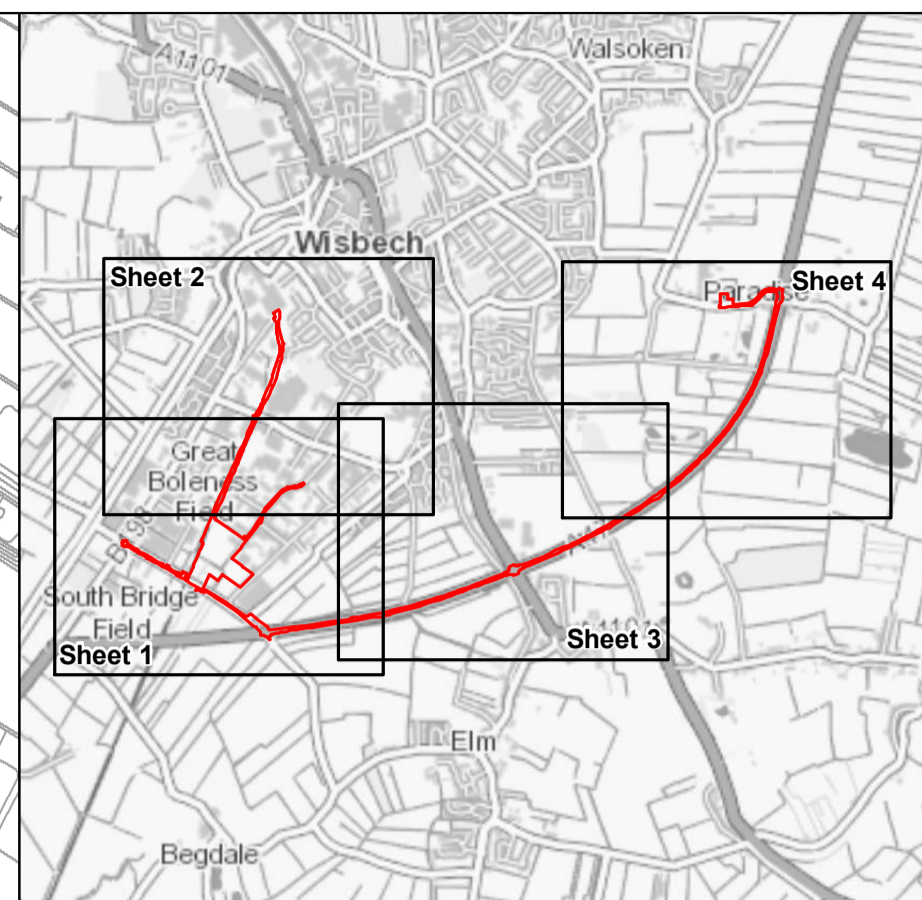 Walsoken
A1101
Wisbech
Sheet 2
Sheet 4
Paradise
Great
Boleness
Field
South Bridge
Field
Sheet 1
Sheet 3
Elm
Begdale